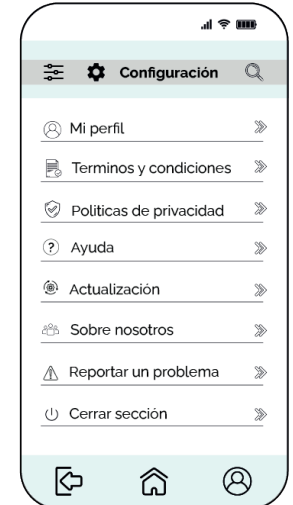 Configuración
Mi perfil
Terminos y condiciones
Politicas de privacidad
Ayuda
Actualización
Sobre nosotros
Reportar un problema
Cerrar sección